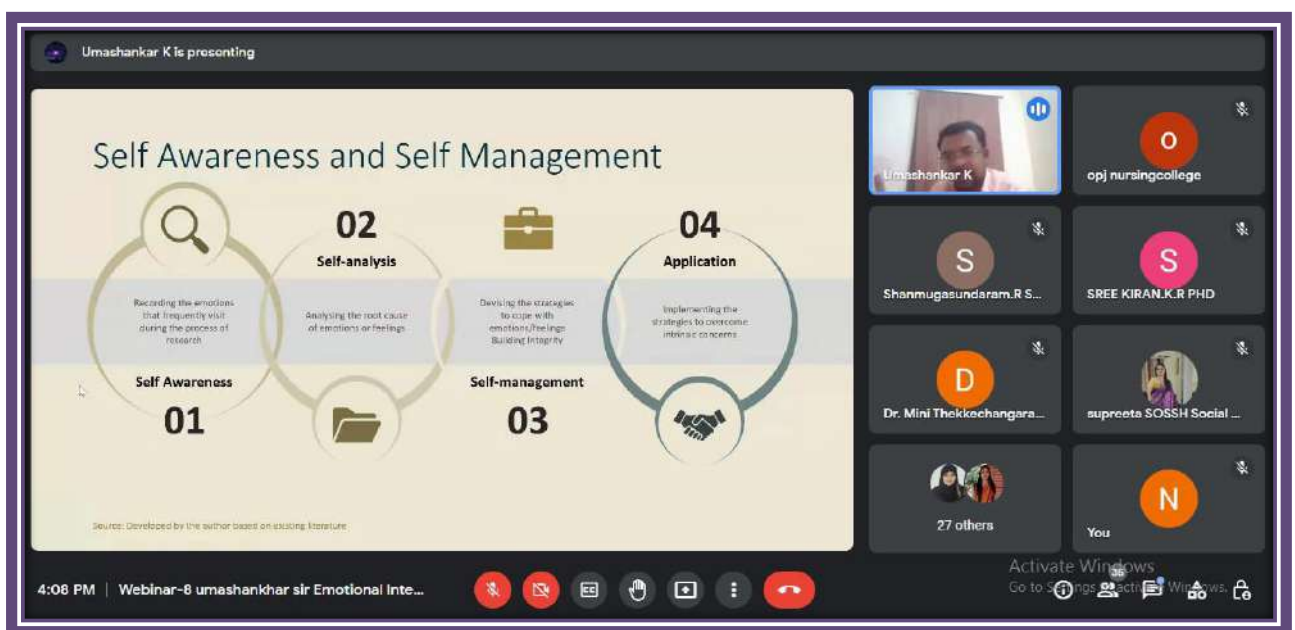 Umashankar K is presenting
Self Awareness and Self Management
02
Self-analysis
04
Application
Recording the emotions
that frequently visit
during the process of
research
Analysing the root cause
of emotions or feelings
Devising the strategies
to cope with
emotions/feelings
Building Integrity
Implementing the
strategies to overcome
intrinsic concerns
Self Awareness
01
Self-management
03
Source: Developed by the author based on existing literature
Umashankar K
O
opj nursingcollege
S
Shanmugasundaram.R S...
S
SREE KIRAN.K.R PHD
D
Dr. Mini Thekkechangara...
supreeta SOSSH Social ...
27 others
N
You
4:08 PM | Webinar-8 umashankhar sir Emotional Inte...
CC
36
Activate Windows
Go to Settings to activate Windows.